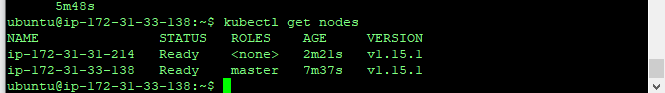 5m48s
ubuntu@ip-172-31-33-138:~$ kubectl get nodes
NAME STATUS ROLES AGE VERSION
ip-172-31-31-214 Ready <none> 2m21s v1.15.1
ip-172-31-33-138 Ready master 7m37s v1.15.1
ubuntu@ip-172-31-33-138:~$